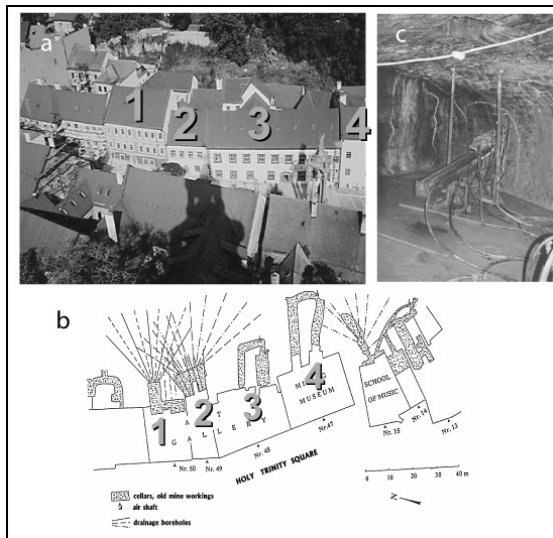 a
1
2
3
4
c
b
1
2
3
4
A T
GALLERY
MINING
MUSEUM
SCHOOL
OF MUSIC
Nr. 50
Nr. 49
Nr. 48
Nr.47
Nr.15
Nr. 14
Nr. 13
HOLY TRINITY SQUARE
cellars, old mine workings
air shaft
drainage boreholes
N
0
10
20
30
40 m